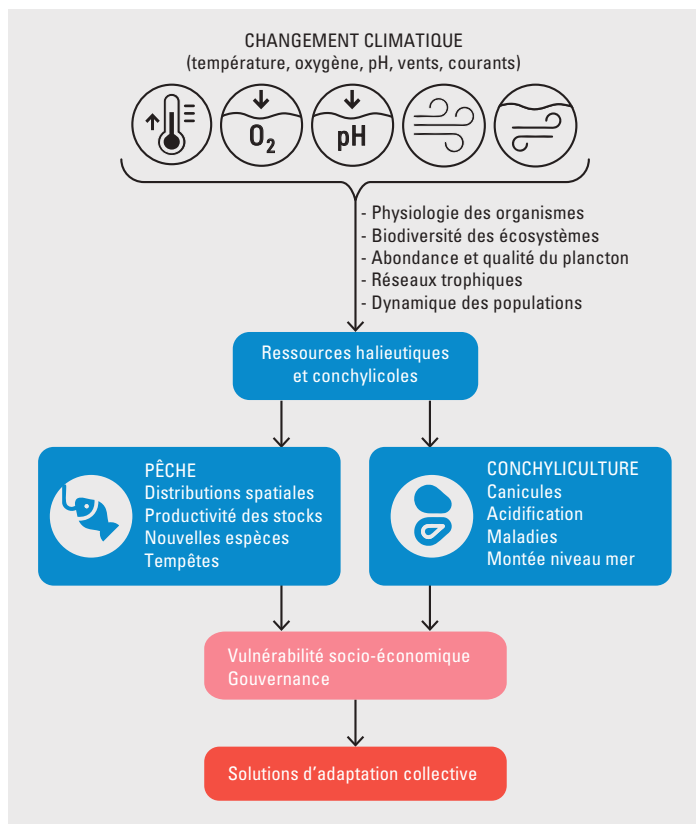 CHANGEMENT CLIMATIQUE
(température, oxygène, pH, vents, courants)
O2
pH
- Physiologie des organismes
- Biodiversité des écosystèmes
- Abondance et qualité du plancton
- Réseaux trophiques
- Dynamique des populations
Ressources halieutiques
et conchylicoles
PÊCHE
Distributions spatiales
Productivité des stocks
Nouvelles espèces
Tempêtes
CONCHYLICULTURE
Canicules
Acidification
Maladies
Montée niveau mer
Vulnérabilité socio-économique
Gouvernance
Solutions d'adaptation collective